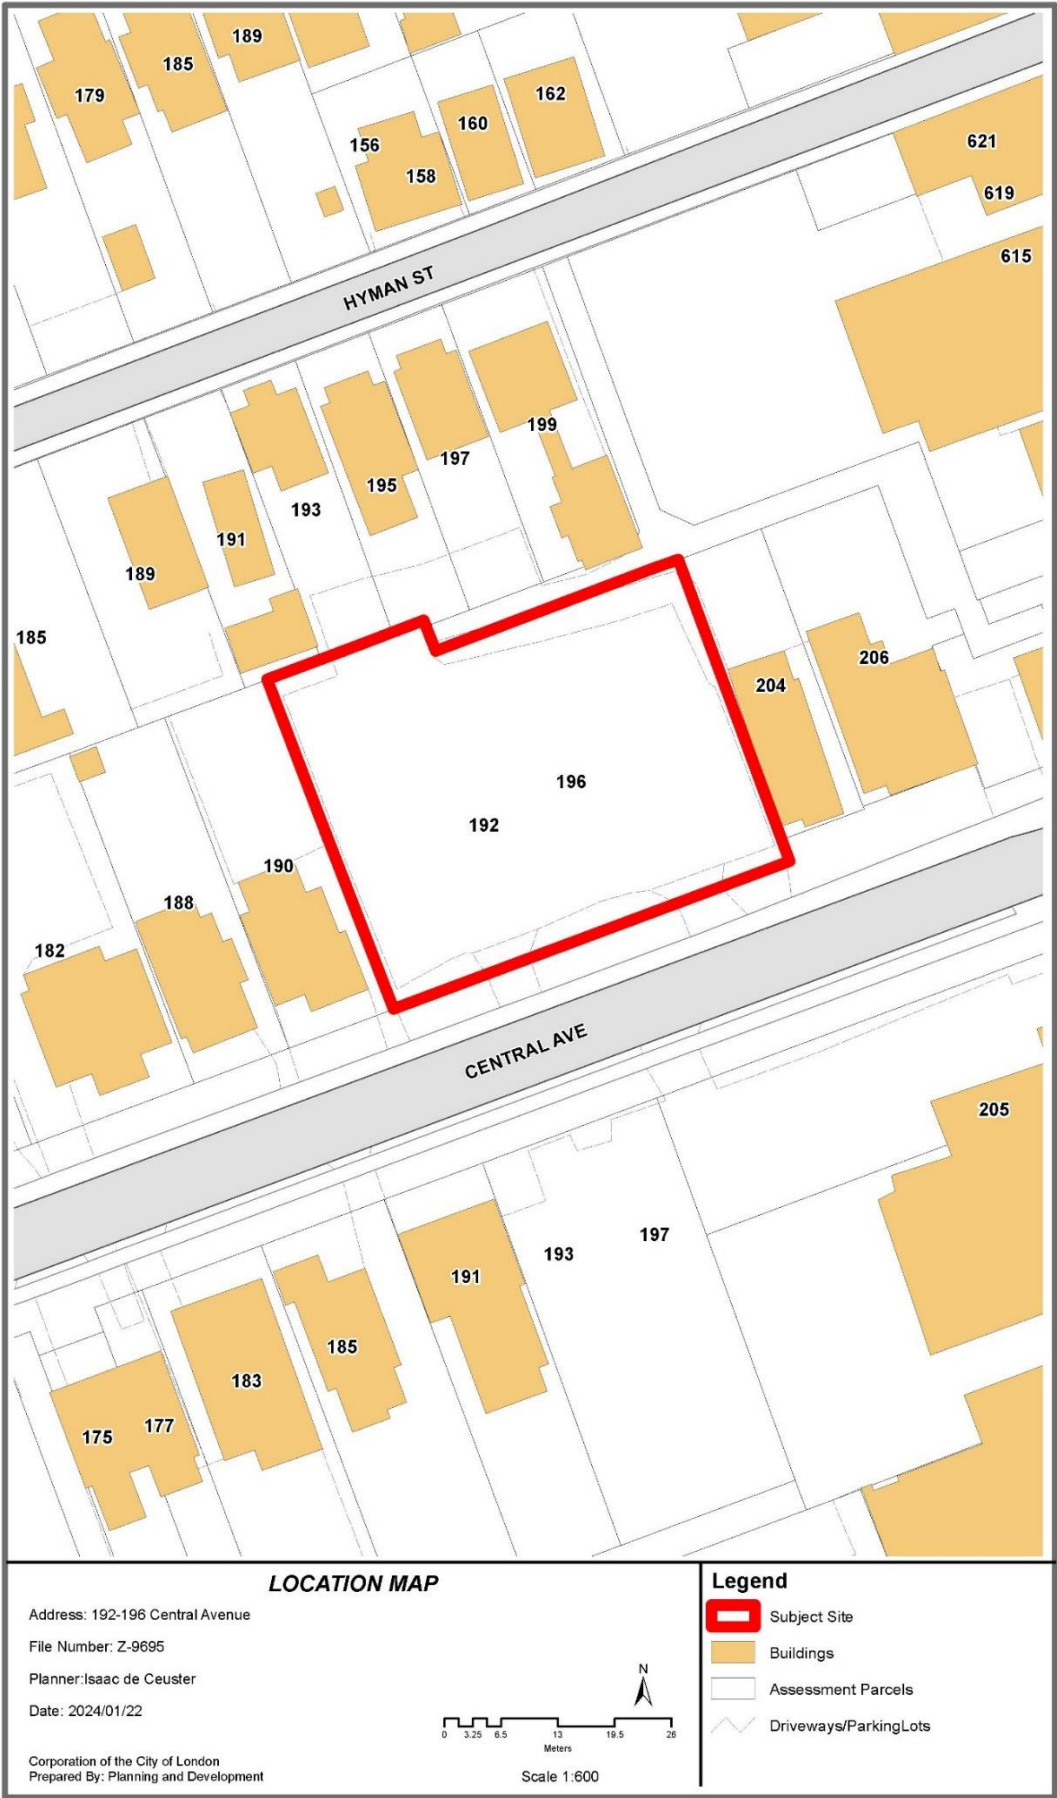 189
185
179
162
160
156
158
621
619
615
HYMAN ST
199
197
195
193
191
189
185
206
204
196
192
190
188
182
CENTRAL AVE
205
197
193
191
185
183
177
175
LOCATION MAP
Address: 192-196 Central Avenue
File Number: Z-9695
Planner:Isaac de Ceuster
Date: 2024/01/22
Corporation of the City of London
Prepared By: Planning and Development
N
0 3.25 6.5 13 19.5 26
Meters
Scale 1:600
Legend
Subject Site
Buildings
Assessment Parcels
Driveways/ParkingLots